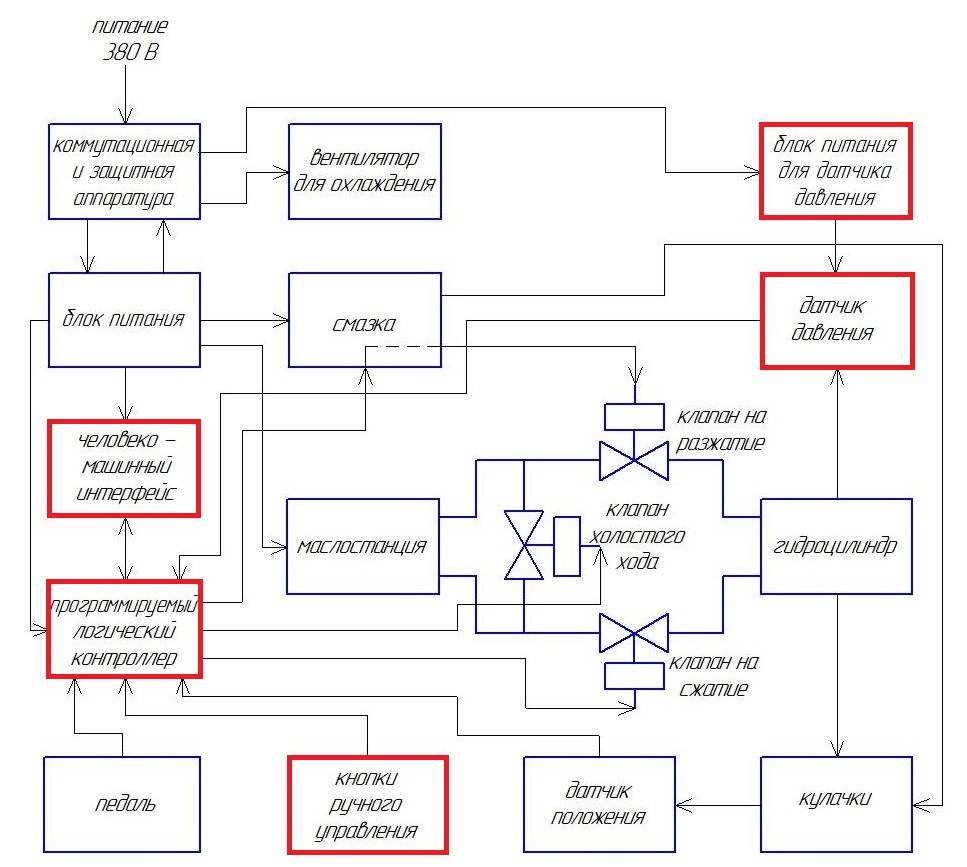 питание
380 В
коммутационная
и защитная
аппаратура
вентилятор
для охлаждения
блок питания
для датчика
давления
блок питания
смазка
датчик
давления
человеко –
машинный
интерфейс
клапан на
разжатие
маслостанция
клапан
холостого
хода
гидроцилиндр
программируемый
логический
контроллер
клапан на
сжатие
педаль
кнопки
ручного
управления
датчик
положения
кулачки